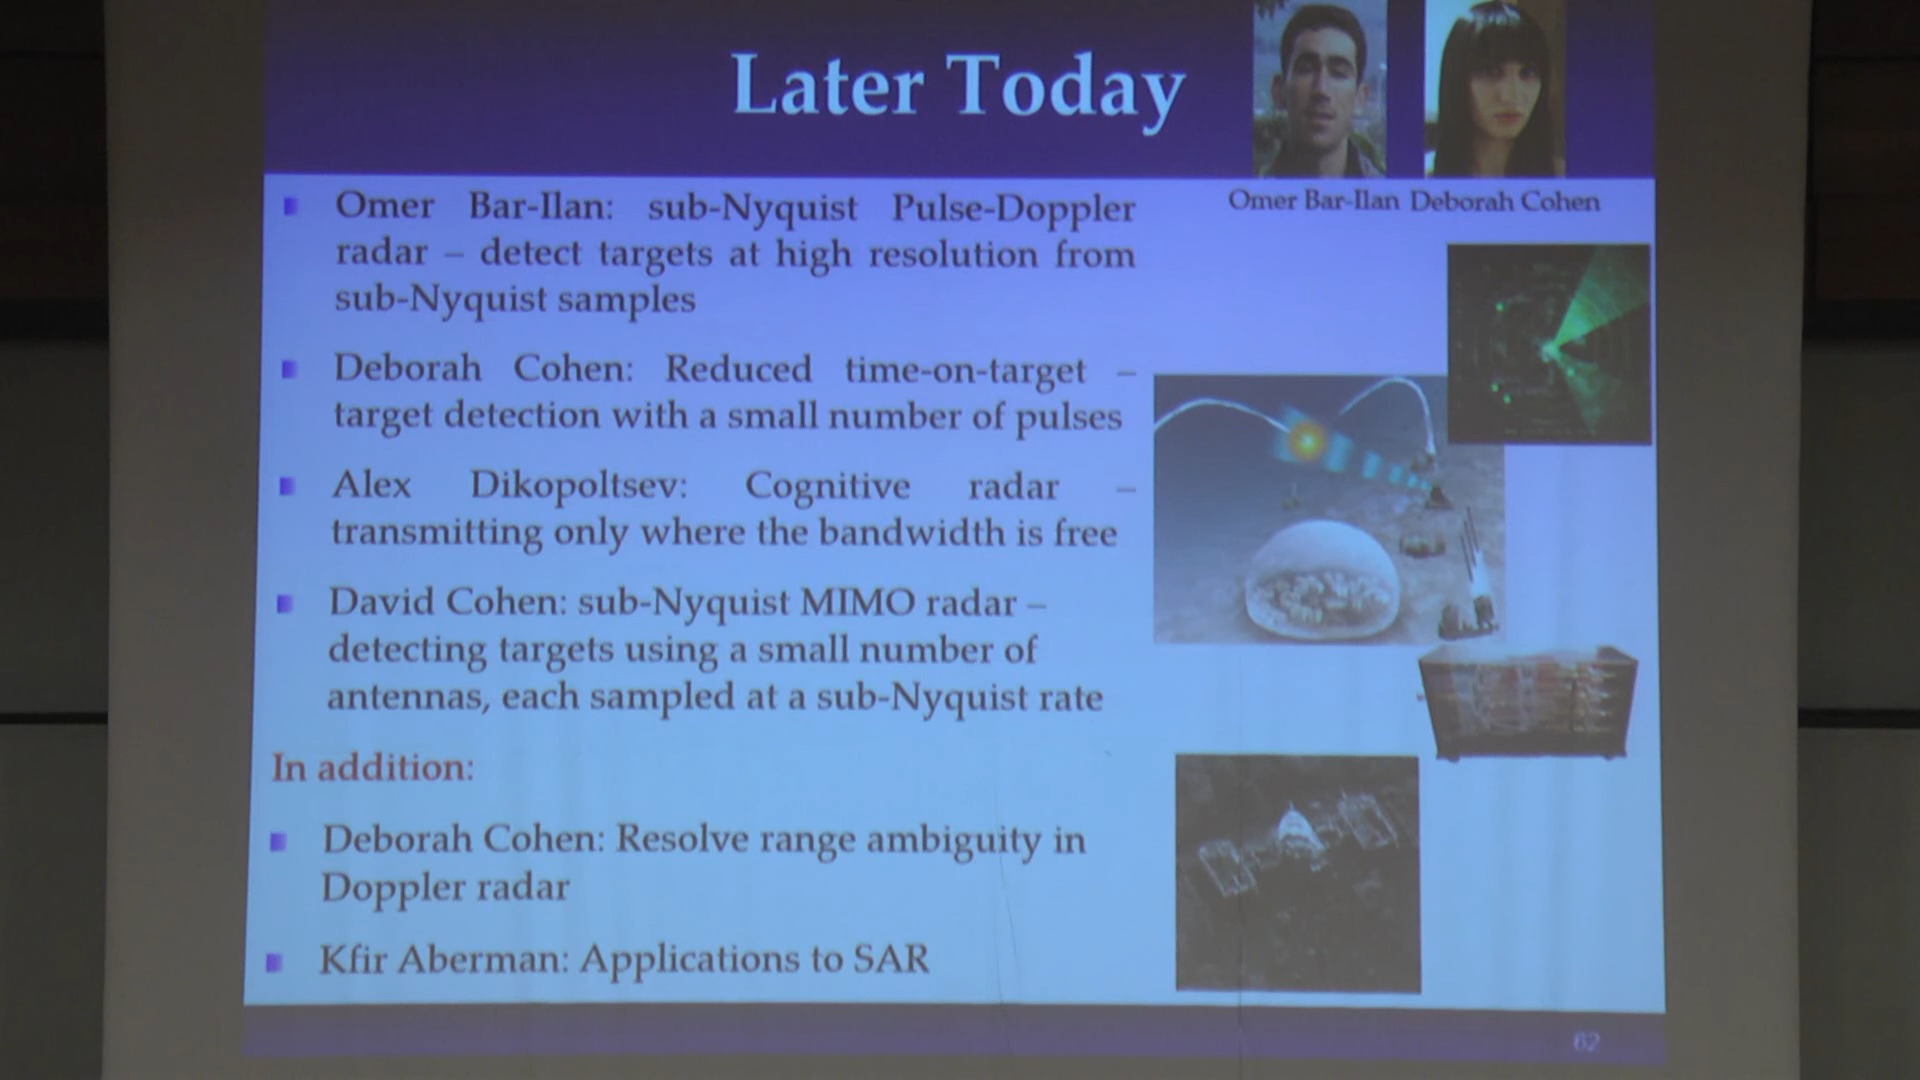 Later Today
Omer Bar-Ilan Deborah Cohen
Omer Bar-Ilan: sub-Nyquist Pulse-Doppler
radar – detect targets at high resolution from
sub-Nyquist samples
Deborah Cohen: Reduced time-on-target –
target detection with a small number of pulses
Alex Dikopoltsev: Cognitive radar –
transmitting only where the bandwidth is free
David Cohen: sub-Nyquist MIMO radar –
detecting targets using a small number of
antennas, each sampled at a sub-Nyquist rate
In addition:
Deborah Cohen: Resolve range ambiguity in
Doppler radar
Kfir Aberman: Applications to SAR
62